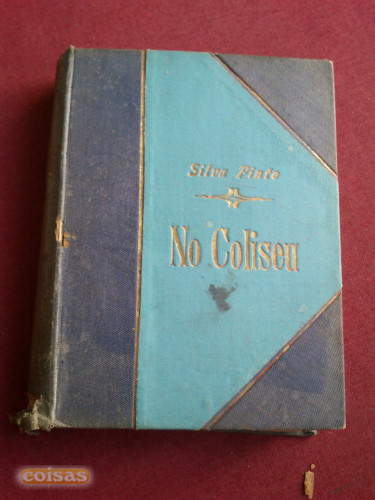 Silva Pinto
No Coliseu
coisas